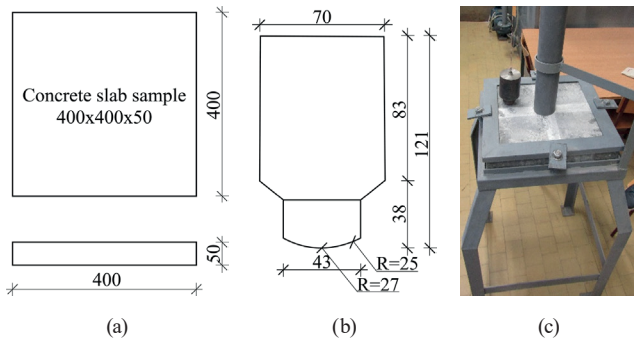 Concrete slab sample
400x400x50
400
50
400
70
83
121
38
43
R=25
R=27
(a)
(b)
(c)